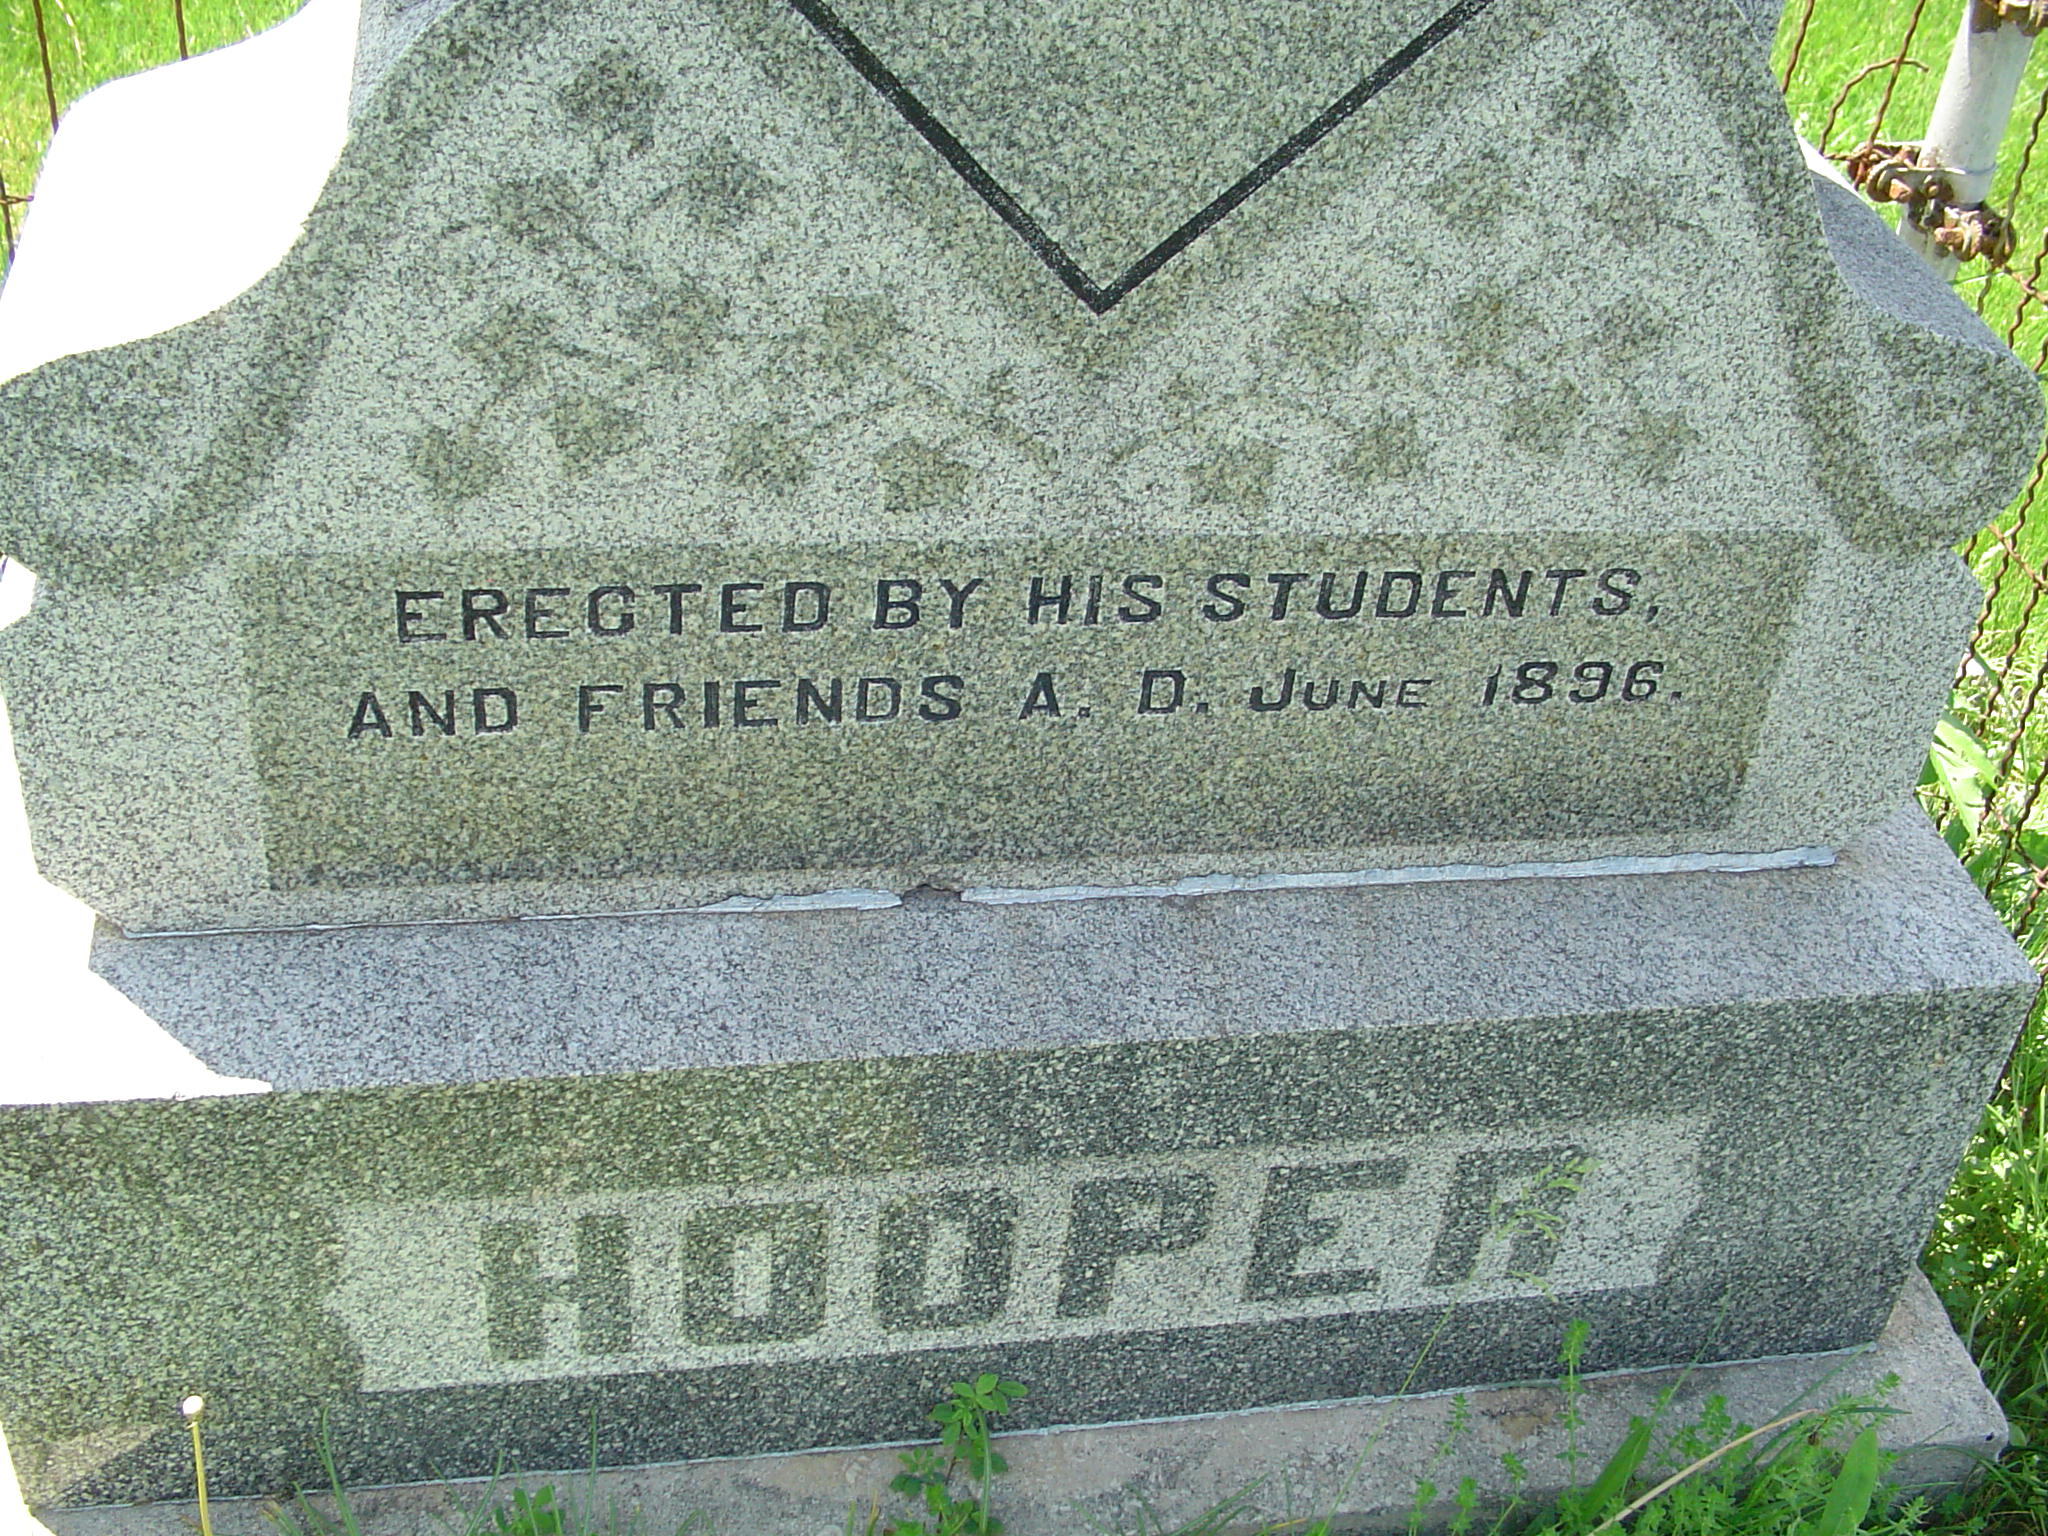 ERECTED BY HIS STUDENTS,
AND FRIENDS A. D. JUNE 1896.
HOOPER